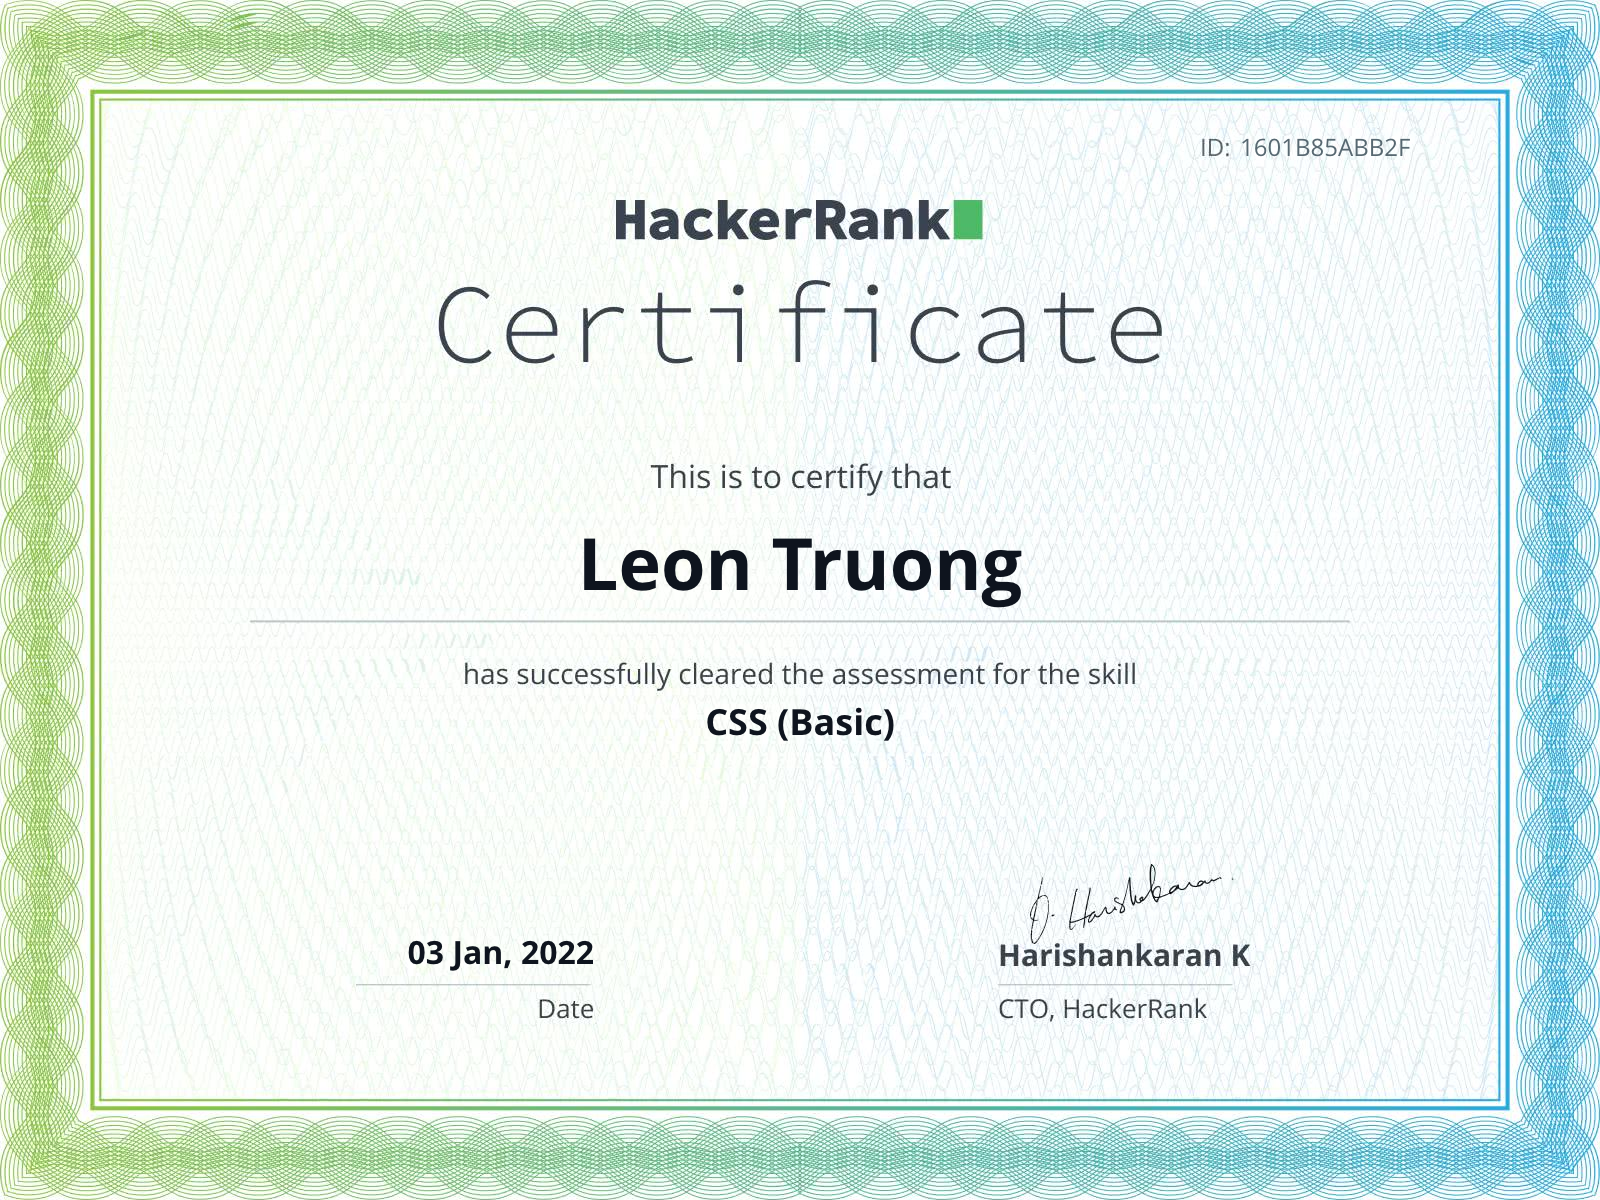 ID: 1601B85ABB2F
HackerRank
Certificate
This is to certify that
Leon Truong
has successfully cleared the assessment for the skill
CSS (Basic)
D. Harishankaran.
03 Jan, 2022
Harishankaran K
Date
CTO, HackerRank